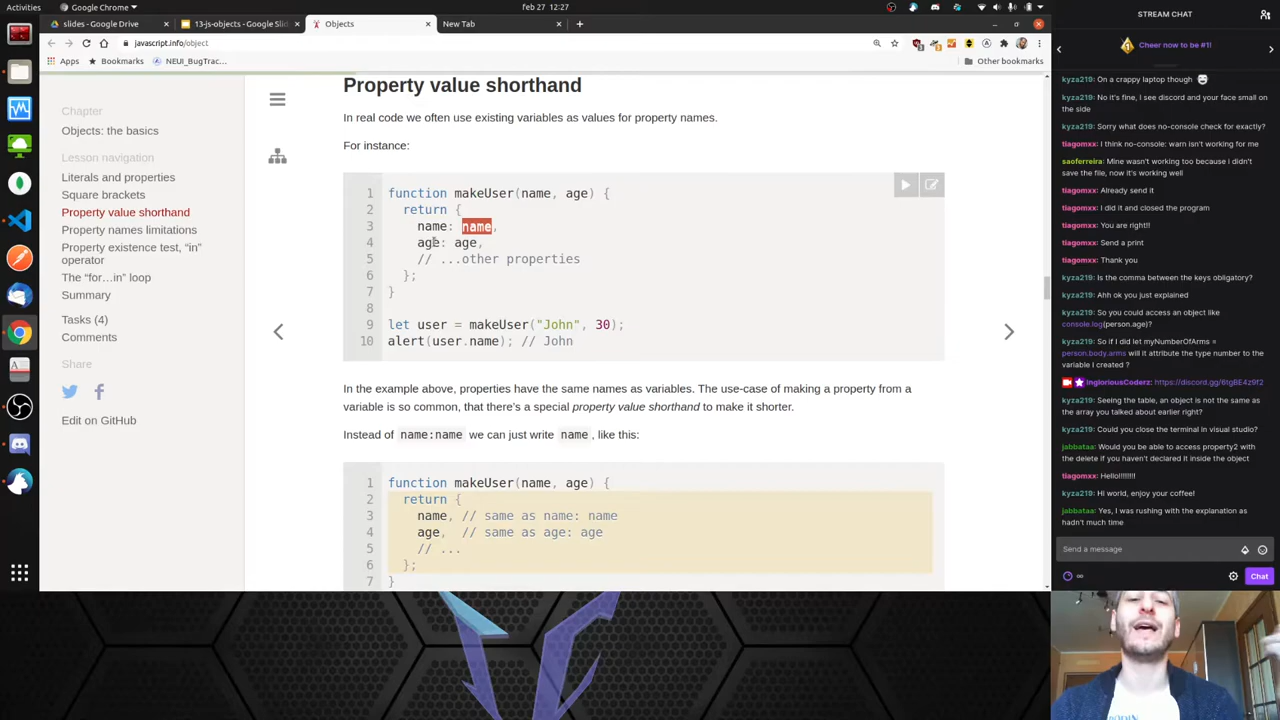 Activities
Google Chrome
feb 27 12:27
slides - Google Drive
13-js-objects - Google Slid
Objects
New Tab
javascript.info/object
Apps
Bookmarks
NEUI_BugTrac...
Other bookmarks
Chapter
Objects: the basics
Lesson navigation
Literals and properties
Square brackets
Property value shorthand
Property names limitations
Property existence test, “in”
operator
The “for…in” loop
Summary
Tasks (4)
Comments
Share
Edit on GitHub
Property value shorthand
In real code we often use existing variables as values for property names.
For instance:
1 function makeUser(name, age) {
2 return {
3 name: name,
4 age: age,
5 // ...other properties
6 };
7 }
8
9 let user = makeUser("John", 30);
10 alert(user.name); // John
In the example above, properties have the same names as variables. The use-case of making a property from a
variable is so common, that there’s a special property value shorthand to make it shorter.
Instead of name:name we can just write name, like this:
1 function makeUser(name, age) {
2 return {
3 name, // same as name: name
4 age, // same as age: age
5 // ...
6 };
7 }
STREAM CHAT
Cheer now to be #1!
kyza219: On a crappy laptop though
kyza219: No it's fine, I see discord and your face small on
the side
kyza219: Sorry what does no-console check for exactly?
tiagomxx: I think no-console: warn isn't working for me
saoferreira: Mine wasn't working too because i didn't
save the file, now it's working well
tiagomxx: Already send it
tiagomxx: I did it and closed the program
tiagomxx: You are right!!
tiagomxx: Send a print
tiagomxx: Thank you
kyza219: Is the comma between the keys obligatory?
kyza219: Ahh ok you just explained
kyza219: So you could access an object like
console.log(person.age)?
kyza219: So if I did let myNumberOfArms =
person.body.arms will it attribute the type number to the
variable I created ?
IngloriousCoderz: https://discord.gg/6tgBE4z9f2
kyza219: Seeing the table, an object is not the same as
the array you talked about earlier right?
kyza219: Could you close the terminal in visual studio?
jabbataa: Would you be able to access property2 with
the delete if you haven't declared it inside the object
tiagomxx: Hello!!!!!!!!
kyza219: Hi world, enjoy your coffee!
jabbataa: Yes, I was rushing with the explanation as
hadn't much time
Send a message
Chat